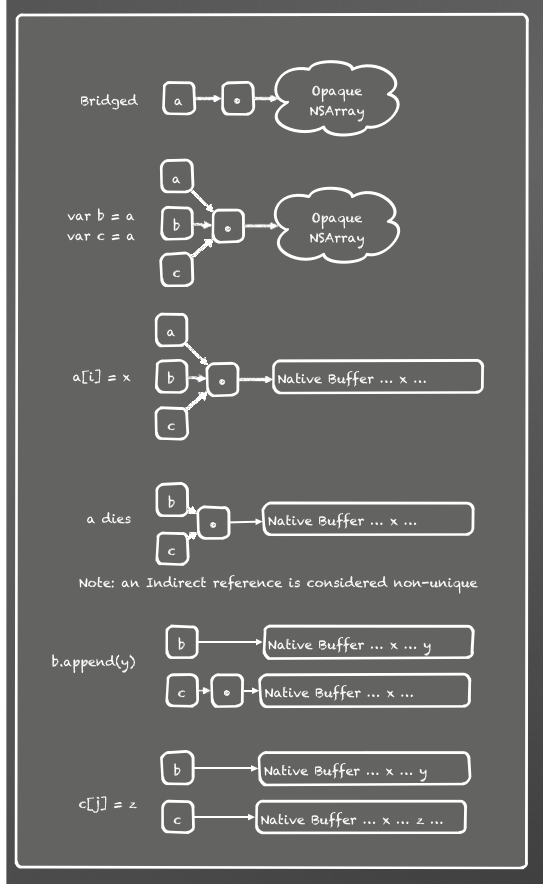 Bridged
a
Opaque
NSArray
a
var b = a
var c = a
b
c
Opaque
NSArray
a
a[i] = x
b
c
Native Buffer ... x ...
a dies
b
c
Native Buffer ... x ...
Note: an Indirect reference is considered non-unique
b.append(y)
b
Native Buffer ... x ... y
c
Native Buffer ... x ...
c[j] = z
b
Native Buffer ... x ... y
c
Native Buffer ... x ... z ...